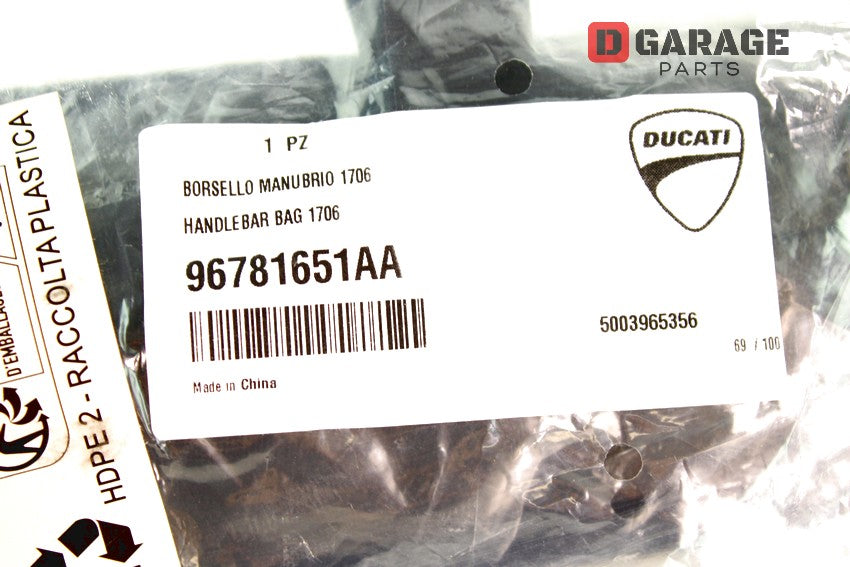 D GARAGE
PARTS
1 PZ
DUCATI
BORSELLO MANUBRIO 1706
HANDLEBAR BAG 1706
96781651AA
5003965356
69 / 100
Made in China
D'EMBALLAGE
HDPE 2 - RACCOLTA PLASTICA